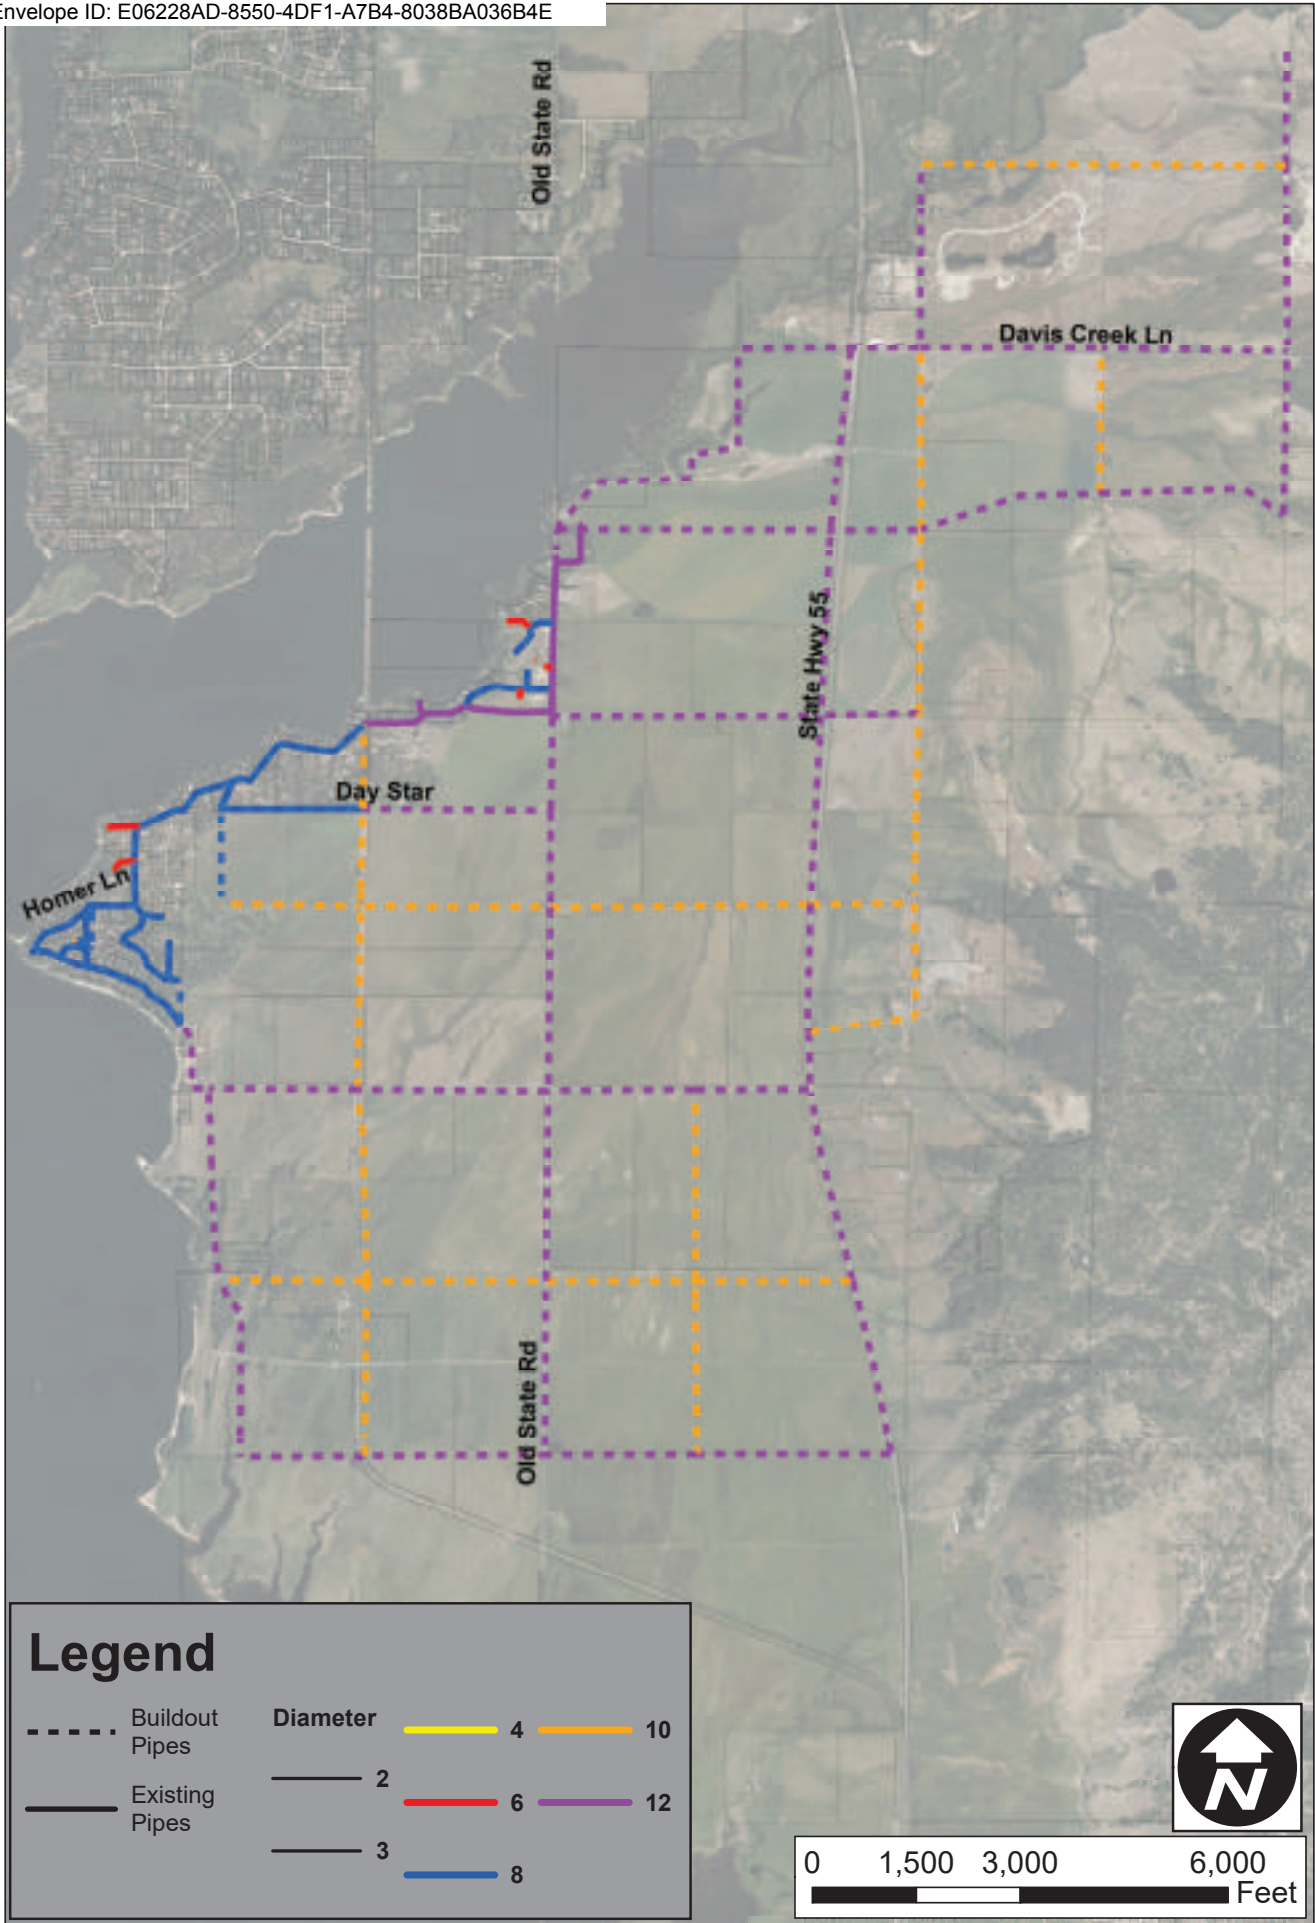 Envelope ID: E06228AD-8550-4DF1-A7B4-8038BA036B4E
Old State Rd
Davis Creek Ln
State Hwy 55
Day Star
Homer Ln
Old State Rd
Legend
Buildout
Pipes
Existing
Pipes
Diameter
2
3
4
6
8
10
12
N
0 1,500 3,000 6,000
Feet